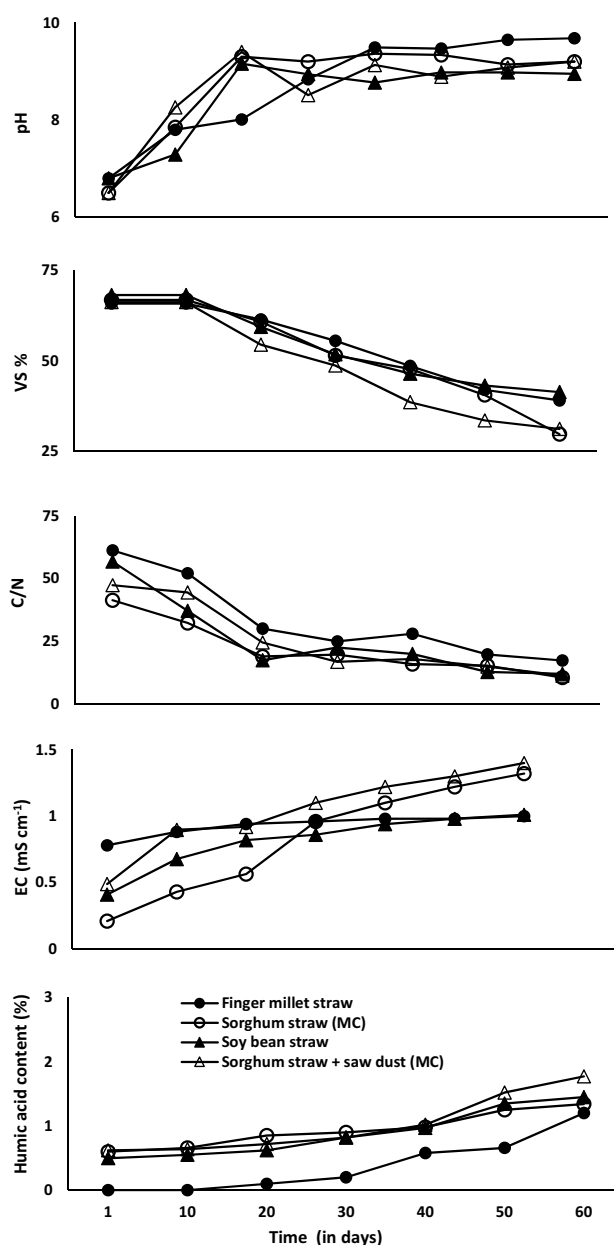 10
8
6
pH
75
50
25
VS %
75
50
25
0
C/N
1.5
1
0.5
0
EC (mS cm⁻¹)
3
2
1
0
Humic acid content (%)
Finger millet straw
Sorghum straw (MC)
Soy bean straw
Sorghum straw + saw dust (MC)
1 10 20 30 40 50 60
Time (in days)